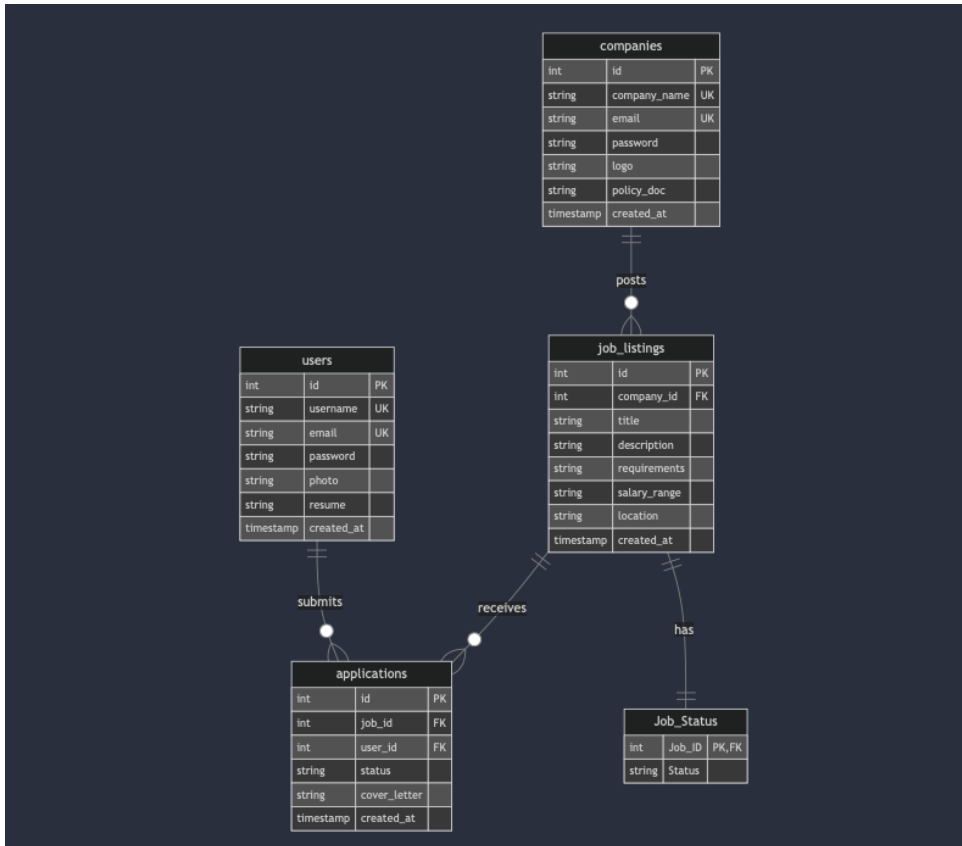 companies
int id PK
string company_name UK
string email UK
string password
string logo
string policy_doc
timestamp created_at
posts
job_listings
int id PK
int company_id FK
string title
string description
string requirements
string salary_range
string location
timestamp created_at
users
int id PK
string username UK
string email UK
string password
string photo
string resume
timestamp created_at
submits
receives
has
applications
int id PK
int job_id FK
int user_id FK
string status
string cover_letter
timestamp created_at
Job_Status
int Job_ID PK,FK
string Status